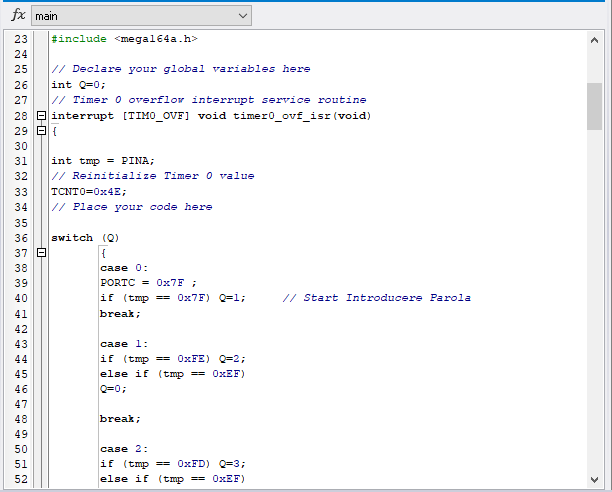 fx main
23 #include <mega164a.h>
24
25 // Declare your global variables here
26 int Q=0;
27 // Timer 0 overflow interrupt service routine
28 interrupt [TIM0_OVF] void timer0_ovf_isr(void)
29 {
30
31 int tmp = PINA;
32 // Reinitialize Timer 0 value
33 TCNT0=0x4E;
34 // Place your code here
35
36 switch (Q)
37 {
38 case 0:
39 PORTC = 0x7F ;
40 if (tmp == 0x7F) Q=1; // Start Introducere Parola
41 break;
42
43 case 1:
44 if (tmp == 0xFE) Q=2;
45 else if (tmp == 0xEF)
46 Q=0;
47
48 break;
49
50 case 2:
51 if (tmp == 0xFD) Q=3;
52 else if (tmp == 0xEF)